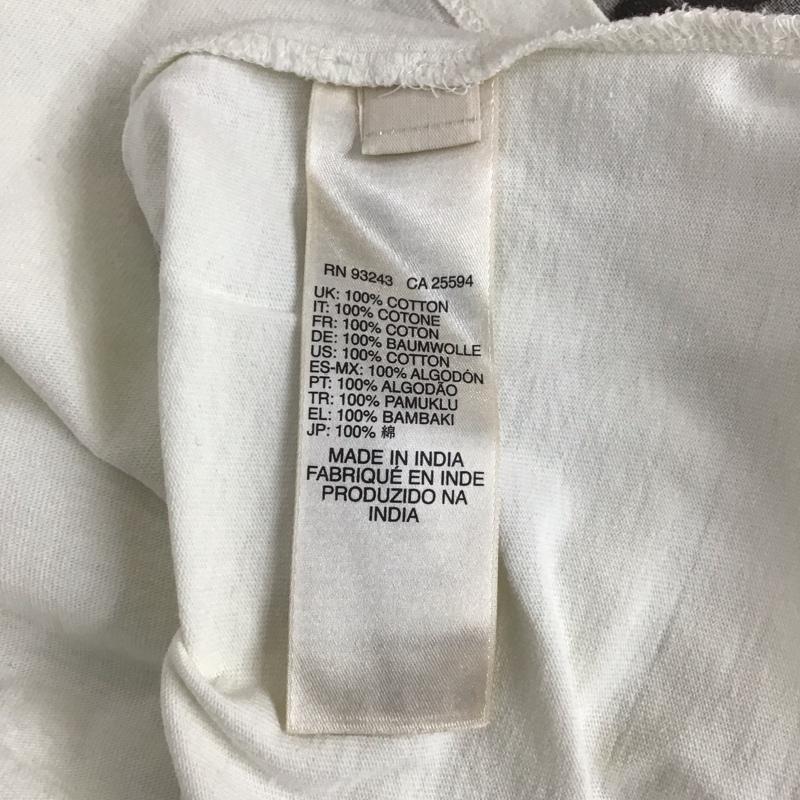 RN 93243 CA 25594
UK: 100% COTTON
IT: 100% COTONE
FR: 100% COTON
DE: 100% BAUMWOLLE
US: 100% COTTON
ES-MX: 100% ALGODÓN
PT: 100% ALGODÃO
TR: 100% PAMUKLU
EL: 100% BAMBAKI
JP: 100% 綿
MADE IN INDIA
FABRIQUÉ EN INDE
PRODUZIDO NA
INDIA